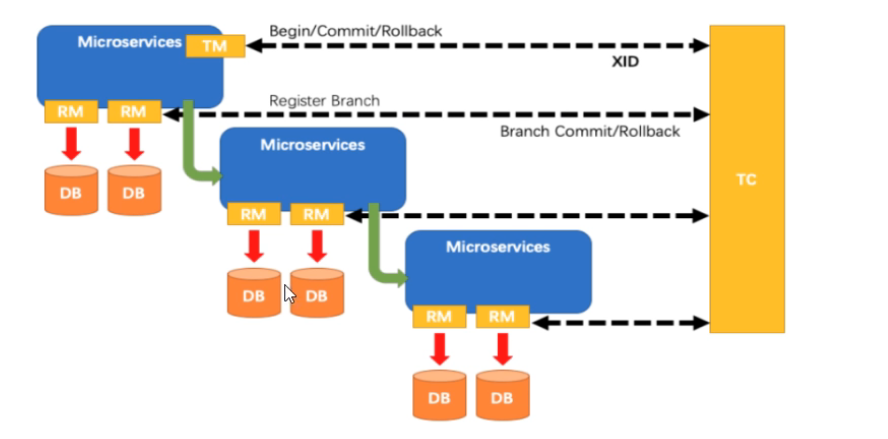 Begin/Commit/Rollback
Microservices
TM
XID
Register Branch
RM
RM
Branch Commit/Rollback
Microservices
TC
DB
DB
RM
RM
Microservices
DB
DB
RM
RM
DB
DB